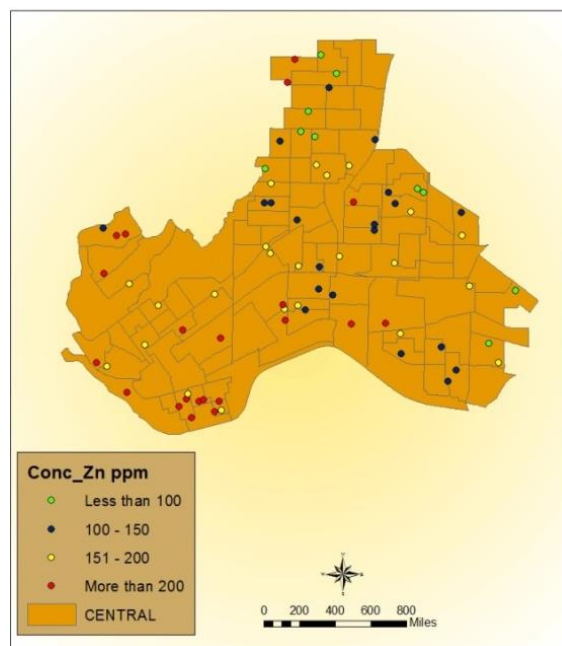 Conc_Zn ppm
Less than 100
100 - 150
151 - 200
More than 200
CENTRAL
0 200 400 600 800
Miles